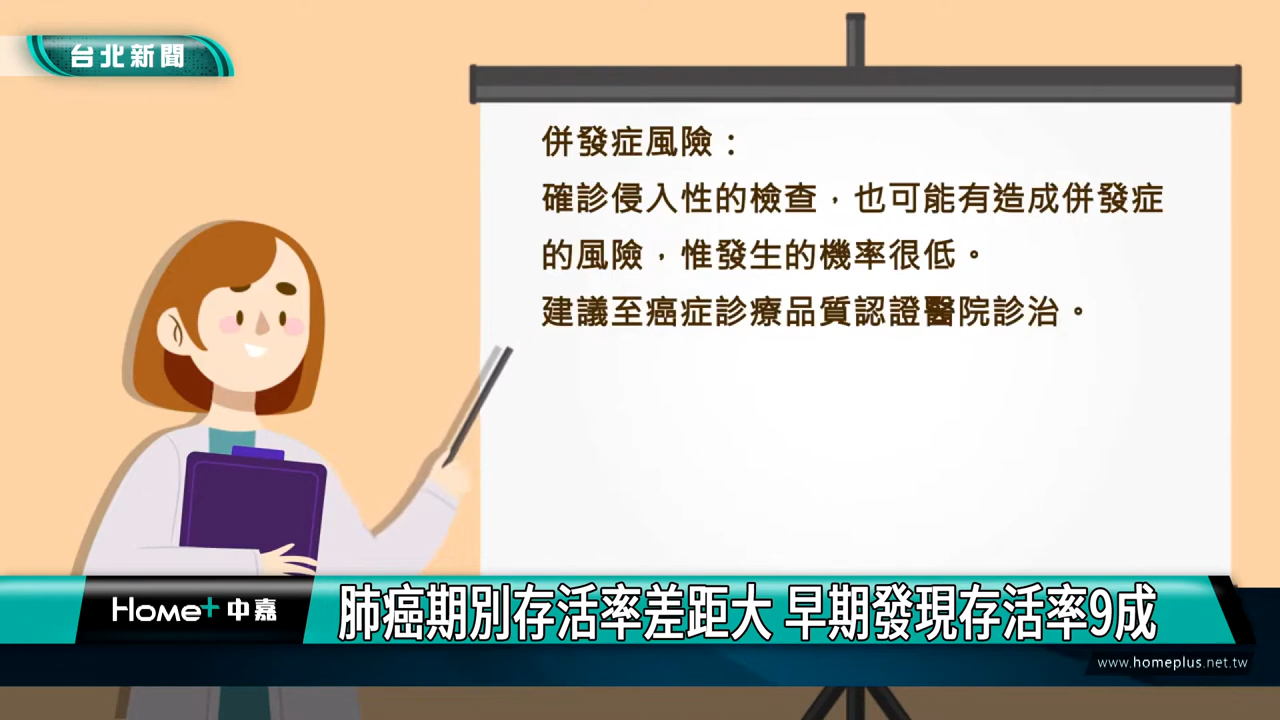 台北新聞
併發症風險：
確診侵入性的檢查，也可能有造成併發症
的風險，惟發生的機率很低。
建議至癌症診療品質認證醫院診治。
Home+中嘉
肺癌期別存活率差距大 早期發現存活率9成
www.homeplus.net.tw